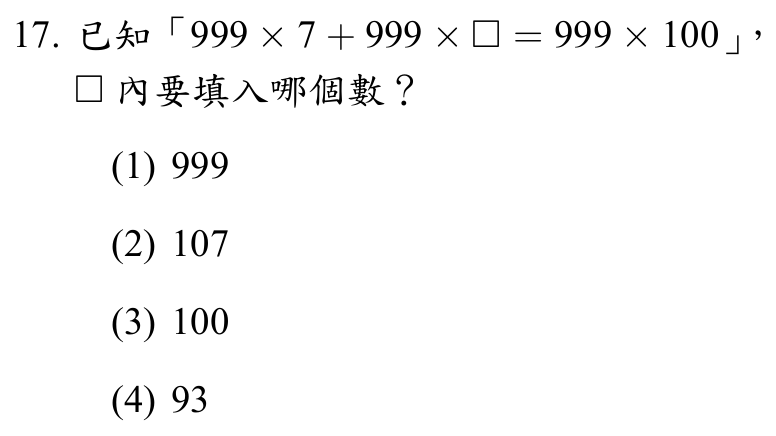 17. 已知「999 × 7 + 999 × □ = 999 × 100」，
□ 內要填入哪個數？
(1) 999
(2) 107
(3) 100
(4) 93